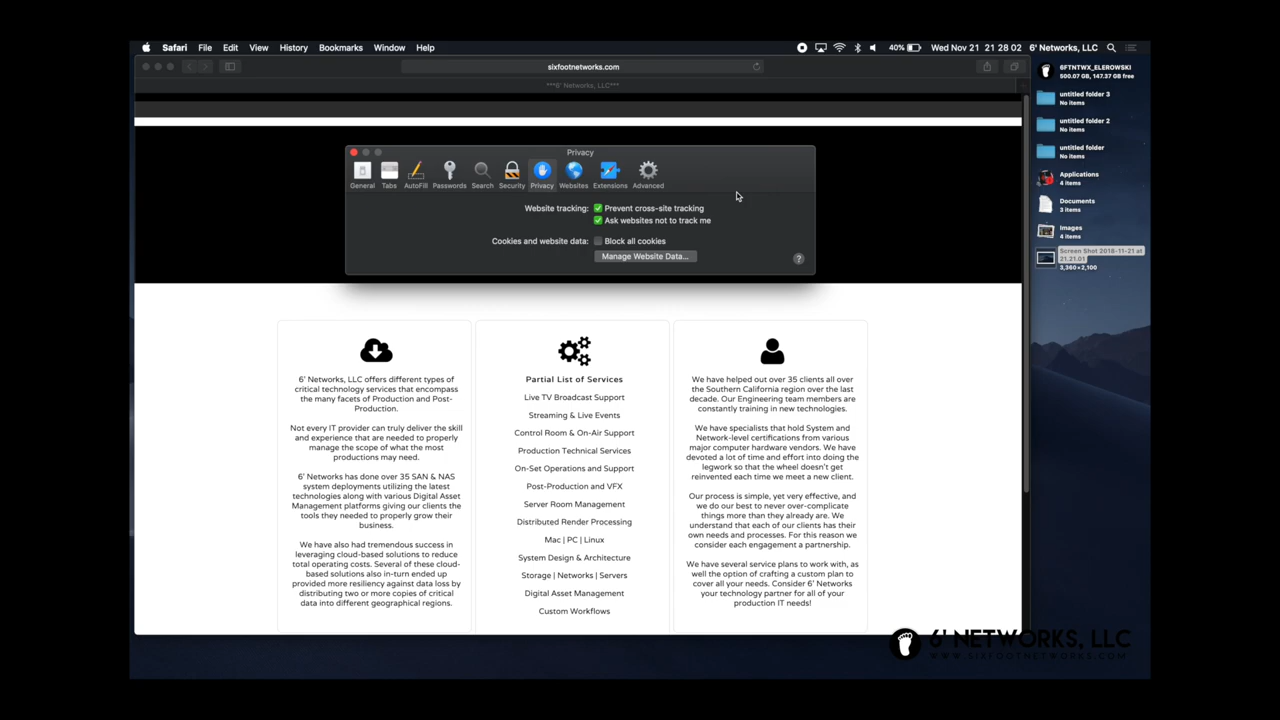 Safari File Edit View History Bookmarks Window Help
40% Wed Nov 21 21 28 02 6' Networks, LLC
sixfootnetworks.com
***6' Networks, LLC***
Privacy
General Tabs AutoFill Passwords Search Security Privacy Websites Extensions Advanced
Website tracking: Prevent cross-site tracking
Ask websites not to track me
Cookies and website data: Block all cookies
Manage Website Data...
?
6' Networks, LLC offers different types of
critical technology services that encompass
the many facets of Production and Post-
Production.
Not every IT provider can truly deliver the skill
and experience that are needed to properly
manage the scope of what the most
productions may need.
6' Networks has done over 35 SAN & NAS
system deployments utilizing the latest
technologies along with various Digital Asset
Management platforms giving our clients the
tools they needed to properly grow their
business.
We have also had tremendous success in
leveraging cloud-based solutions to reduce
total operating costs. Several of these cloud-
based solutions also in-turn ended up
provided more resiliency against data loss by
distributing two or more copies of critical
data into different geographical regions.
Partial List of Services
Live TV Broadcast Support
Streaming & Live Events
Control Room & On-Air Support
Production Technical Services
On-Set Operations and Support
Post-Production and VFX
Server Room Management
Distributed Render Processing
Mac | PC | Linux
System Design & Architecture
Storage | Networks | Servers
Digital Asset Management
Custom Workflows
We have helped out over 35 clients all over
the Southern California region over the last
decade. Our Engineering team members are
constantly training in new technologies.
We have specialists that hold System and
Network-level certifications from various
major computer hardware vendors. We have
devoted a lot of time and effort into doing the
legwork so that the wheel doesn't get
reinvented each time we meet a new client.
Our process is simple, yet very effective, and
we do our best to never over-complicate
things more than they already are. We
understand that each of our clients has their
own needs and processes. For this reason we
consider each engagement a partnership.
We have several service plans to work with, as
well the option of crafting a custom plan to
cover all your needs. Consider 6' Networks
your technology partner for all of your
production IT needs!
6FTNTWX_ELEROWSKI
500.07 GB, 147.37 GB free
untitled folder 3
No items
untitled folder 2
No items
untitled folder
No items
Applications
4 items
Documents
3 items
Images
4 items
Screen Shot 2018-11-21 at
21.21.01
3,360×2,100
6' NETWORKS, LLC
WWW.SIXFOOTNETWORKS.COM